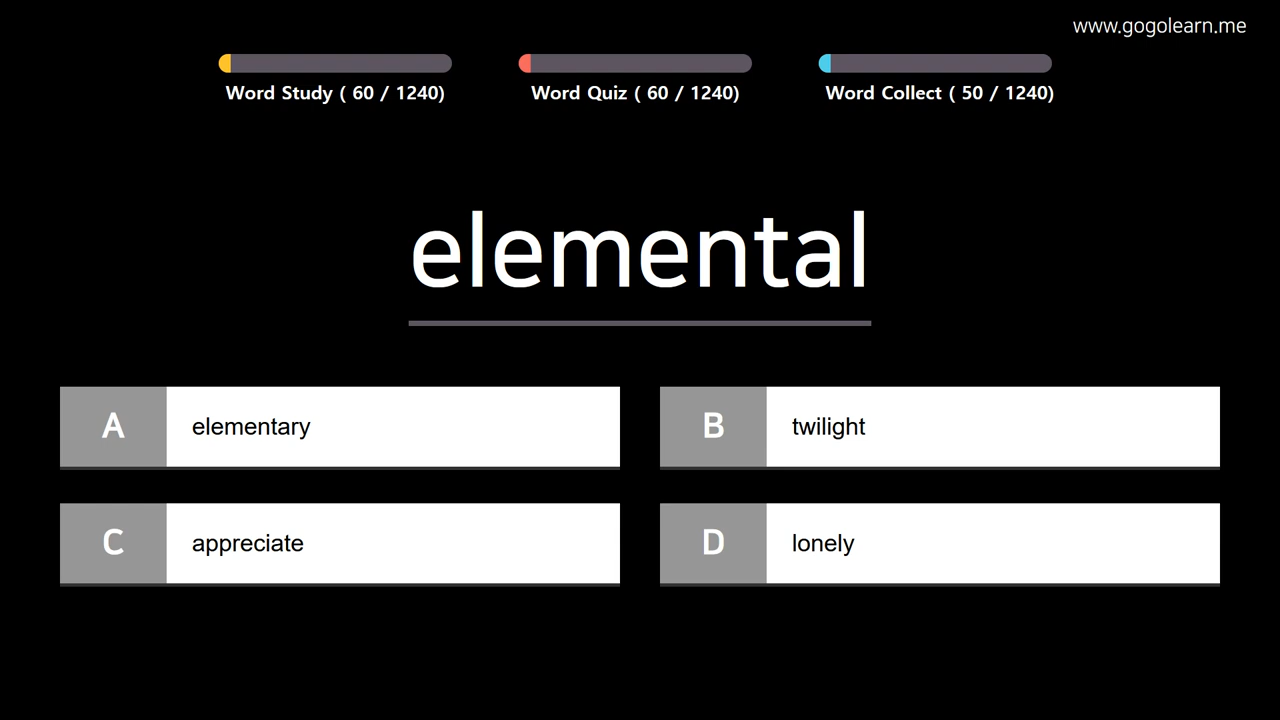 www.gogolearn.me
Word Study ( 60 / 1240)
Word Quiz ( 60 / 1240)
Word Collect ( 50 / 1240)
elemental
A elementary
B twilight
C appreciate
D lonely